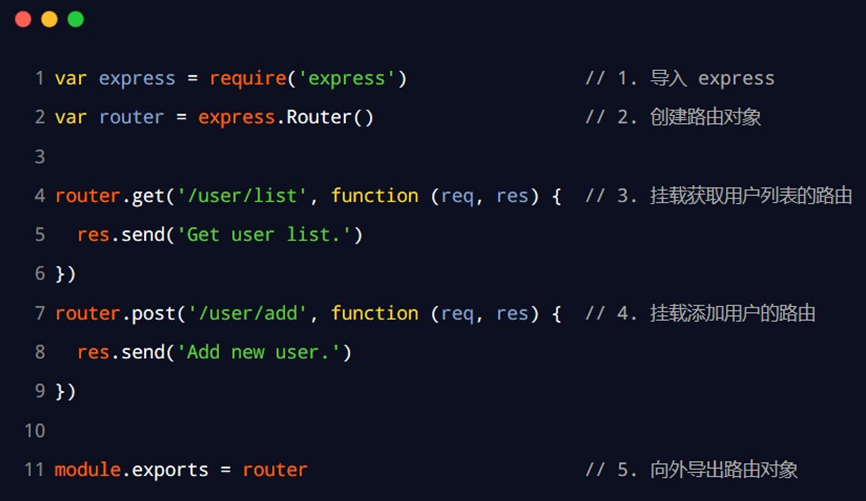 1 var express = require('express') // 1. 导入 express
2 var router = express.Router() // 2. 创建路由对象
3
4 router.get('/user/list', function (req, res) { // 3. 挂载获取用户列表的路由
5   res.send('Get user list.')
6 })
7 router.post('/user/add', function (req, res) { // 4. 挂载添加用户的路由
8   res.send('Add new user.')
9 })
10
11 module.exports = router // 5. 向外导出路由对象